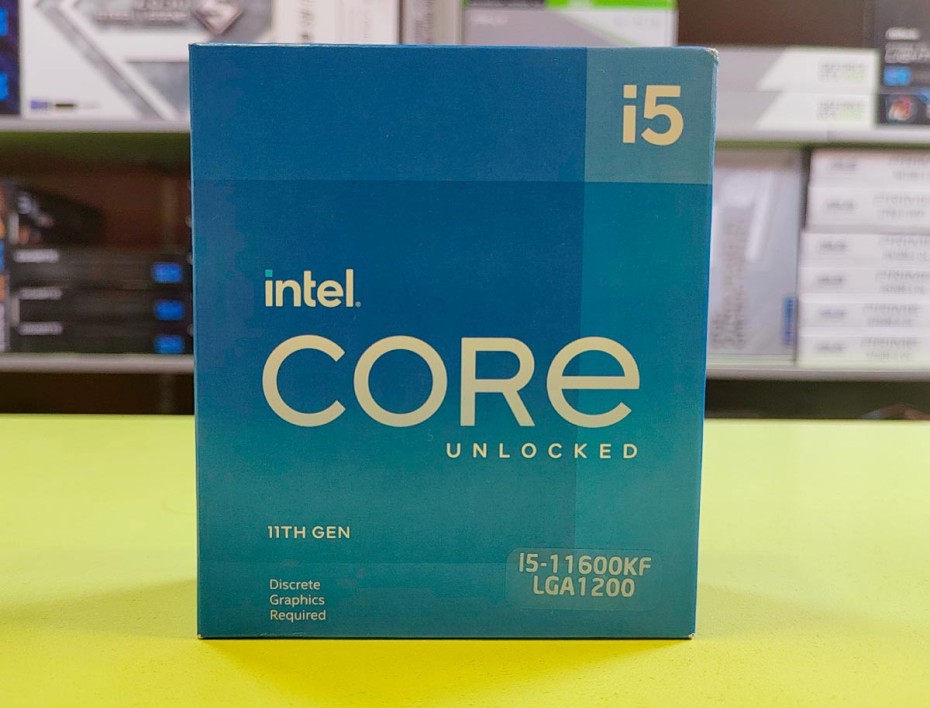 i5
intel.
CORE
UNLOCKED
11TH GEN
I5-11600KF
LGA1200
Discrete
Graphics
Required